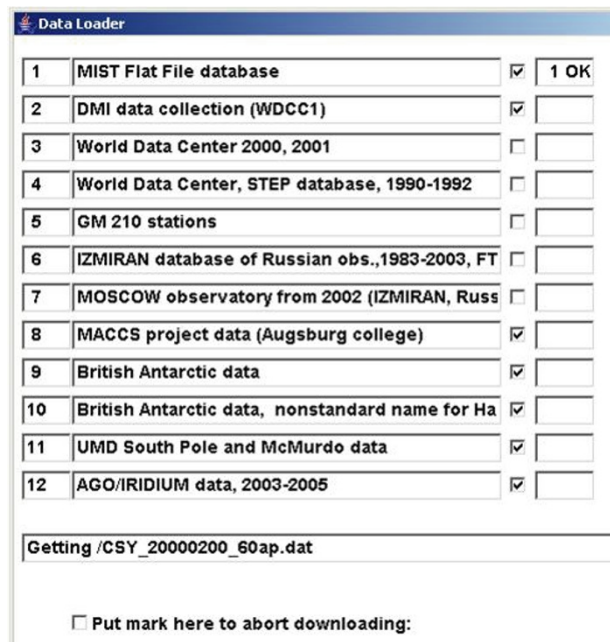 Data Loader
1 MIST Flat File database 1 OK
2 DMI data collection (WDCC1)
3 World Data Center 2000, 2001
4 World Data Center, STEP database, 1990-1992
5 GM 210 stations
6 IZMIRAN database of Russian obs.,1983-2003, FT
7 MOSCOW observatory from 2002 (IZMIRAN, Russ
8 MACCS project data (Augsburg college)
9 British Antarctic data
10 British Antarctic data, nonstandard name for Ha
11 UMD South Pole and McMurdo data
12 AGO/IRIDIUM data, 2003-2005
Getting /CSY_20000200_60ap.dat
Put mark here to abort downloading: